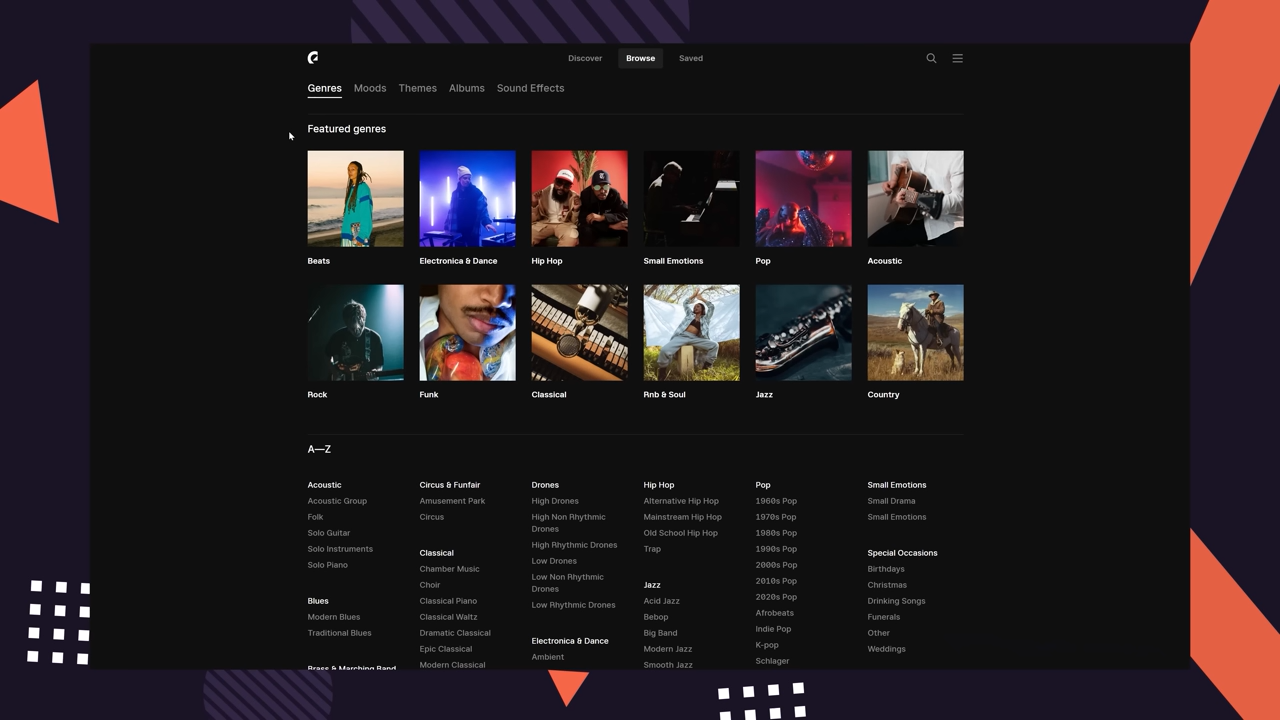 Discover Browse Saved
Genres Moods Themes Albums Sound Effects
Featured genres
Beats Electronica & Dance Hip Hop Small Emotions Pop Acoustic
Rock Funk Classical Rnb & Soul Jazz Country
A—Z
Acoustic
Acoustic Group
Folk
Solo Guitar
Solo Instruments
Solo Piano
Blues
Modern Blues
Traditional Blues
Brass & Marching Band
Circus & Funfair
Amusement Park
Circus
Classical
Chamber Music
Choir
Classical Piano
Classical Waltz
Dramatic Classical
Epic Classical
Modern Classical
Drones
High Drones
High Non Rhythmic
Drones
High Rhythmic Drones
Low Drones
Low Non Rhythmic
Drones
Low Rhythmic Drones
Electronica & Dance
Ambient
Hip Hop
Alternative Hip Hop
Mainstream Hip Hop
Old School Hip Hop
Trap
Jazz
Acid Jazz
Bebop
Big Band
Modern Jazz
Smooth Jazz
Pop
1960s Pop
1970s Pop
1980s Pop
1990s Pop
2000s Pop
2010s Pop
2020s Pop
Afrobeats
Indie Pop
K-pop
Schlager
Small Emotions
Small Drama
Small Emotions
Special Occasions
Birthdays
Christmas
Drinking Songs
Funerals
Other
Weddings